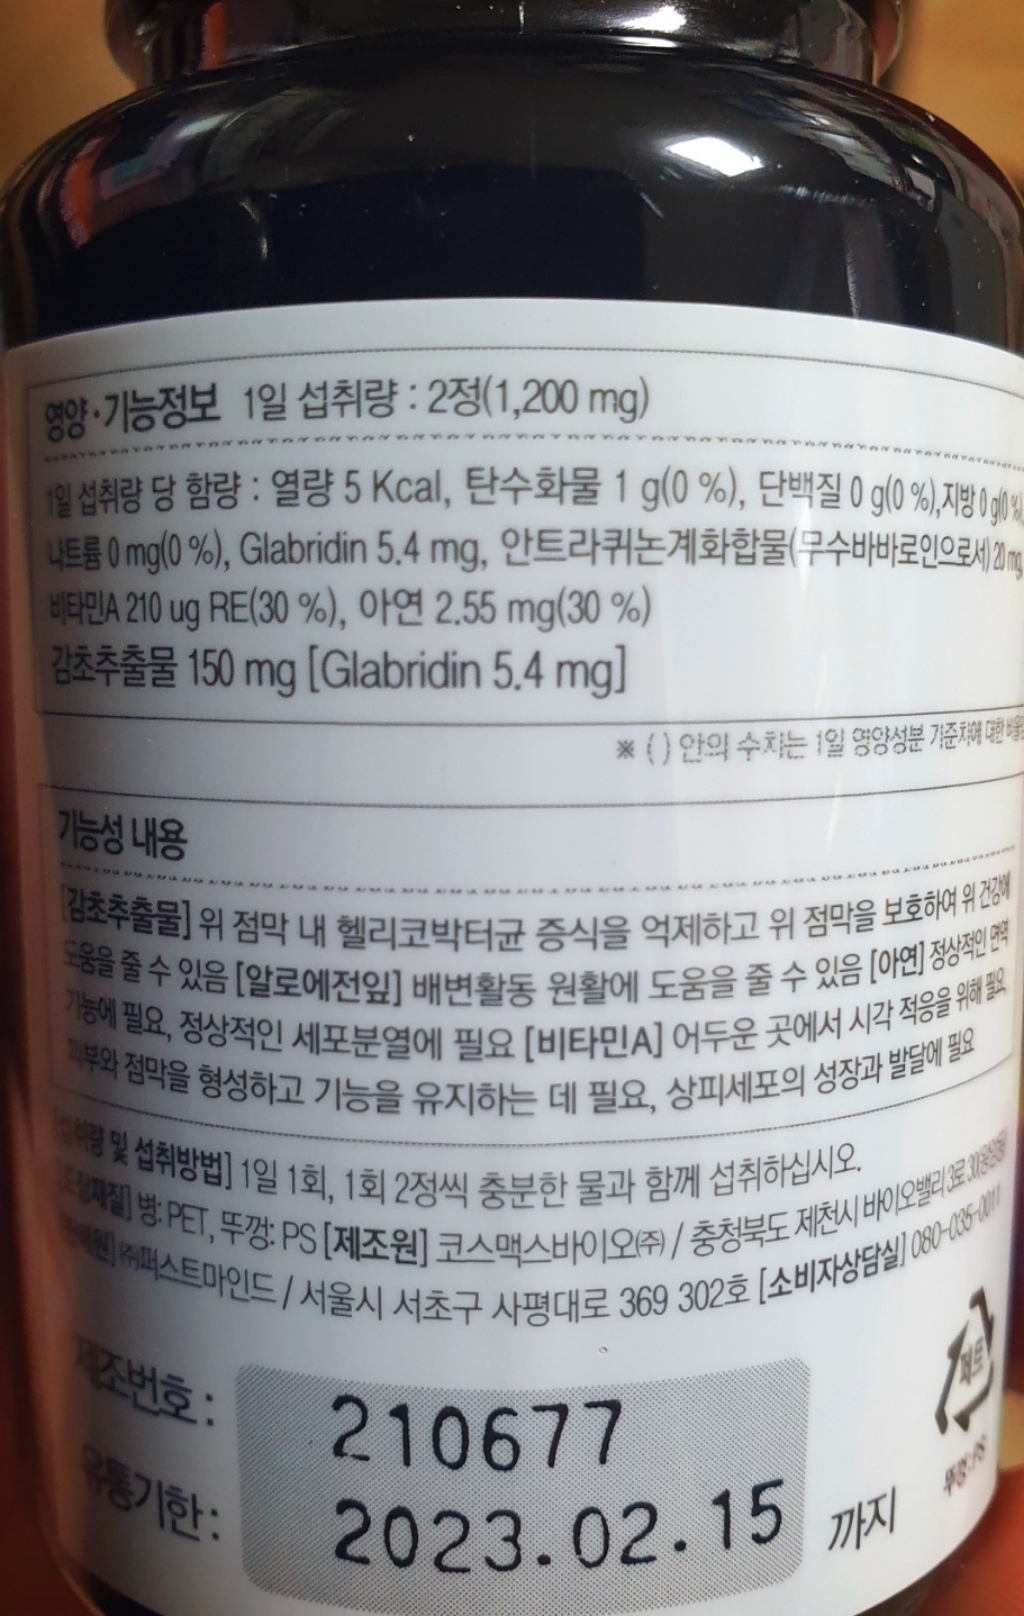 영양·기능정보 1일 섭취량 : 2정(1,200 mg)
1일 섭취량 당 함량 : 열량 5 Kcal, 탄수화물 1 g(0 %), 단백질 0 g(0 %),지방 0 g(0 %),
나트륨 0 mg(0 %), Glabridin 5.4 mg, 안트라퀴논계화합물(무수바바로인으로서) 20 mg,
비타민A 210 ug RE(30 %), 아연 2.55 mg(30 %)
감초추출물 150 mg [Glabridin 5.4 mg]
※ ( ) 안의 수치는 1일 영양성분 기준치에 대한
기능성 내용
[감초추출물] 위 점막 내 헬리코박터균 증식을 억제하고 위 점막을 보호하여 위 건강에
도움을 줄 수 있음 [알로에전잎] 배변활동 원활에 도움을 줄 수 있음 [아연] 정상적인 면역
기능에 필요, 정상적인 세포분열에 필요 [비타민A] 어두운 곳에서 시각 적응을 위해 필요,
피부와 점막을 형성하고 기능을 유지하는 데 필요, 상피세포의 성장과 발달에 필요
[섭취량 및 섭취방법] 1일 1회, 1회 2정씩 충분한 물과 함께 섭취하십시오.
병: PET, 뚜껑: PS [제조원] 코스맥스바이오㈜ / 충청북도 제천시 바이오밸리3로 30
㈜퍼스트마인드 / 서울시 서초구 사평대로 369 302호 [소비자상담실] 080-035-0011
제조번호 : 210677
유통기한 : 2023.02.15 까지
페트
뚜껑:PS